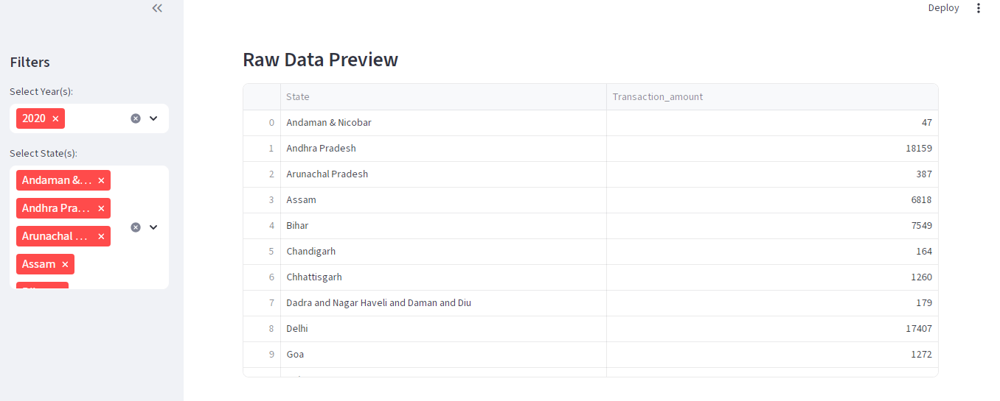 Deploy
Filters
Select Year(s):
2020
Select State(s):
Andaman &...
Andhra Pra...
Arunachal ...
Assam
Raw Data Preview
State Transaction_amount
0 Andaman & Nicobar 47
1 Andhra Pradesh 18159
2 Arunachal Pradesh 387
3 Assam 6818
4 Bihar 7549
5 Chandigarh 164
6 Chhattisgarh 1260
7 Dadra and Nagar Haveli and Daman and Diu 179
8 Delhi 17407
9 Goa 1272